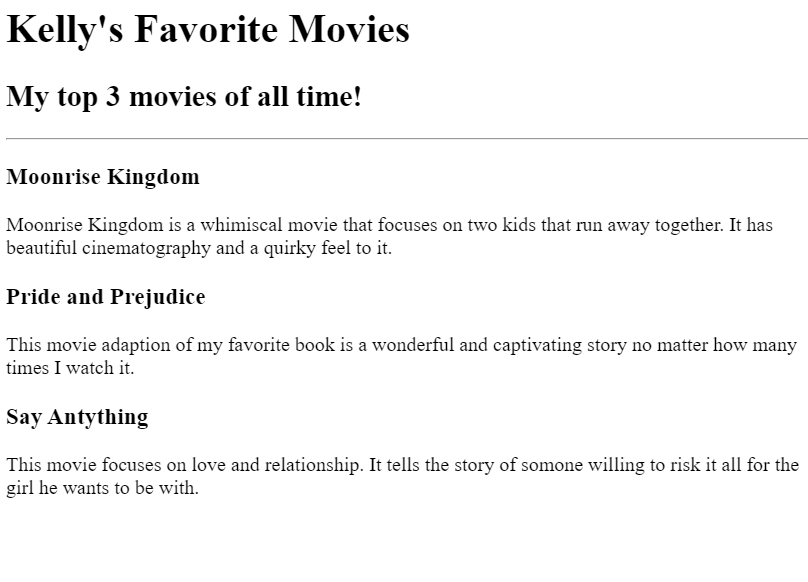 Kelly's Favorite Movies
My top 3 movies of all time!
Moonrise Kingdom
Moonrise Kingdom is a whimiscal movie that focuses on two kids that run away together. It has
beautiful cinematography and a quirky feel to it.
Pride and Prejudice
This movie adaption of my favorite book is a wonderful and captivating story no matter how many
times I watch it.
Say Antything
This movie focuses on love and relationship. It tells the story of somone willing to risk it all for the
girl he wants to be with.